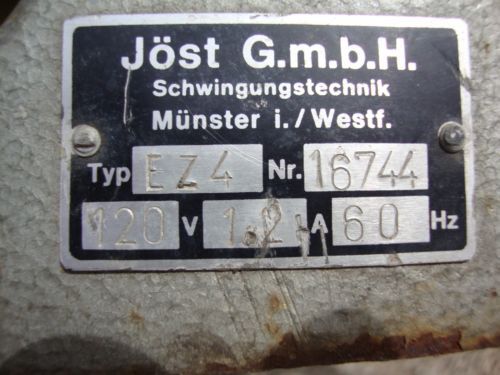 Jöst G.m.b.H.
Schwingungstechnik
Münster i./Westf.
Typ EZ4 Nr. 16744
120 V 1.2 A 60 Hz